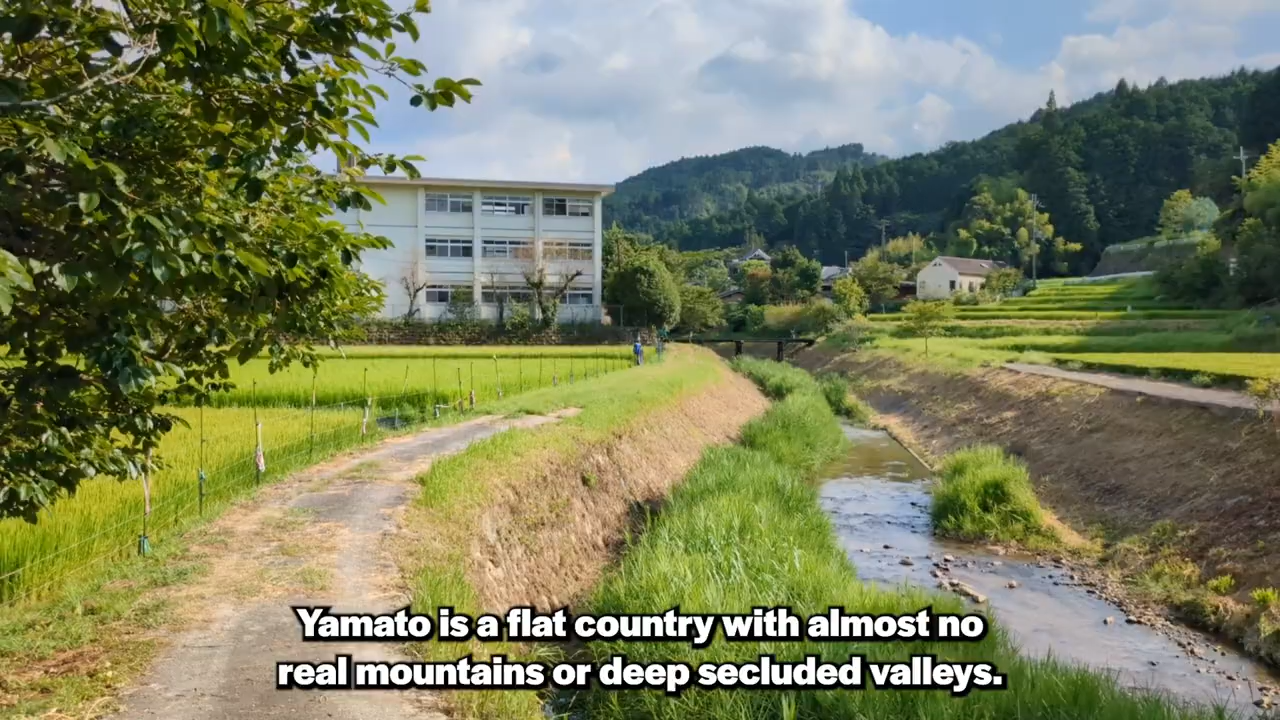 Yamato is a flat country with almost no
real mountains or deep secluded valleys.